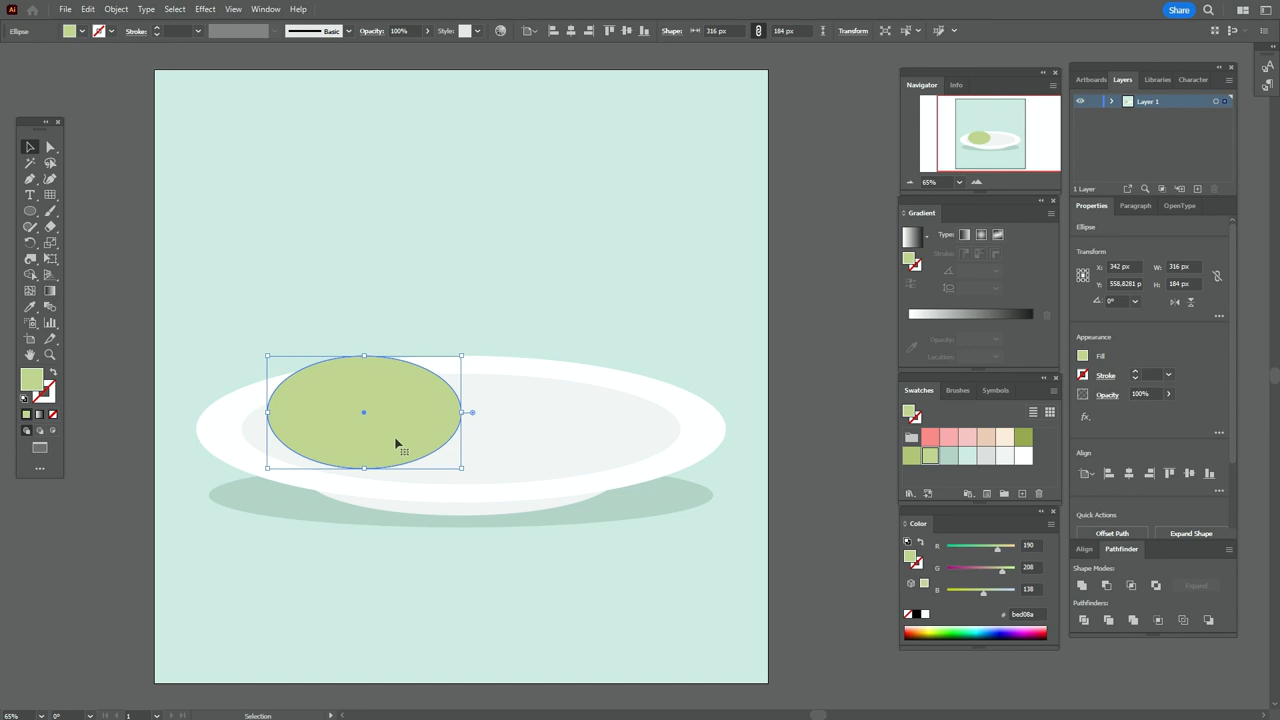 Ai File Edit Object Type Select Effect View Window Help Share
Ellipse Stroke: Basic Opacity: 100% Style: Shape: 316 px 184 px Transform
Navigator Info
65%
Gradient
Type:
Stroke:
Opacity:
Location:
Swatches Brushes Symbols
Color
R 190
G 208
B 138
# bed08a
Artboards Layers Libraries Character
Layer 1
1 Layer
Properties Paragraph OpenType
Ellipse
Transform
X: 342 px W: 316 px
Y: 558,8281 p H: 184 px
0°
Appearance
Fill
Stroke
Opacity 100%
fx.
Align
Quick Actions
Offset Path Expand Shape
Align Pathfinder
Shape Modes:
Expand
Pathfinders:
65% 0° 1 Selection